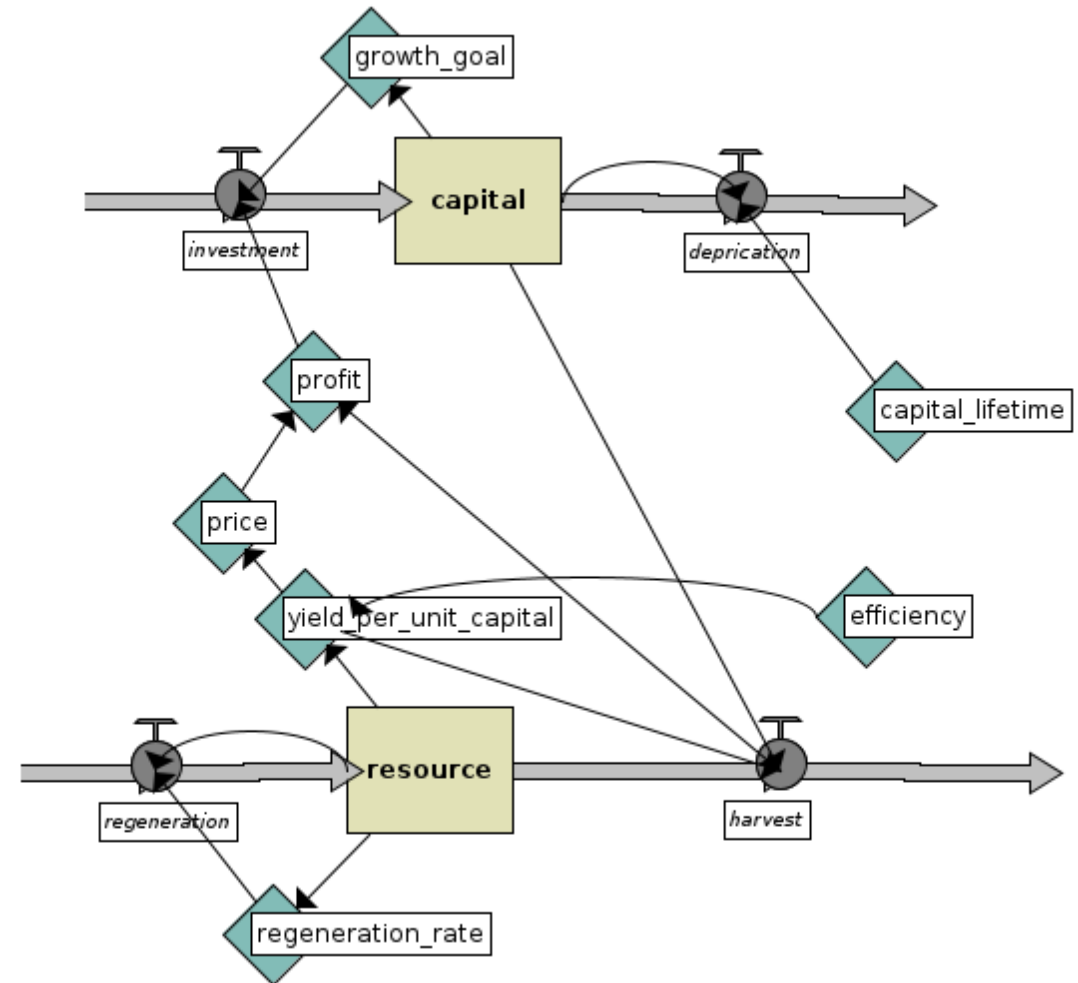 growth_goal
capital
investment
deprication
profit
capital_lifetime
price
yield_per_unit_capital
efficiency
resource
regeneration
harvest
regeneration_rate